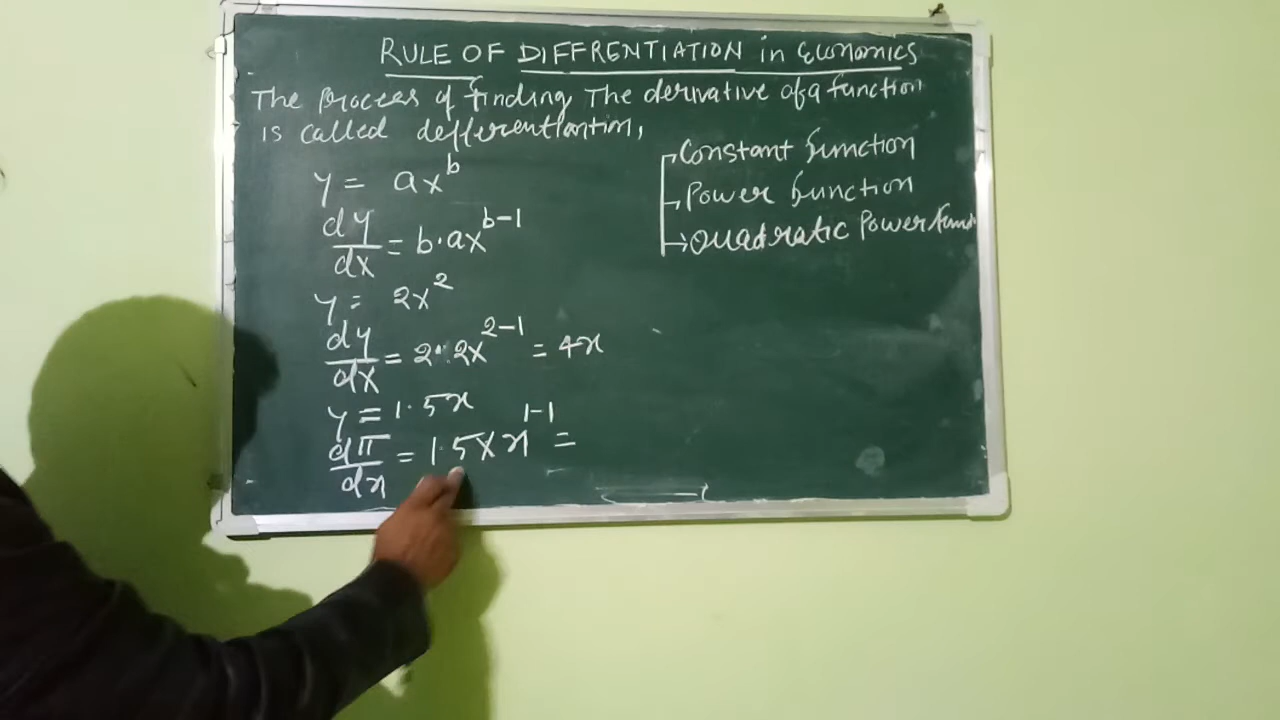 RULE OF DIFFRENTIATION in Economics
The process of finding The derivative of a function
is called defferentiantion,
y = ax^b
dy/dx = b·ax^b-1
y = 2x^2
dy/dx = 2·2x^2-1 = 4x
y = 1.5x
dπ/dx = 1.5×x^1-1 =
Constant function
Power function
→Quadratic Power func